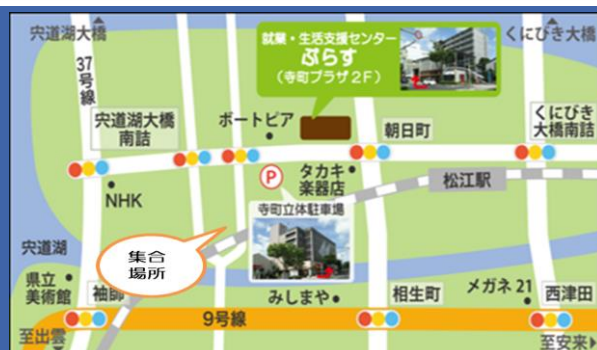 宍道湖大橋
くにびき大橋
就業・生活支援センター
ぷらす
(寺町プラザ2F)
37号線
宍道湖大橋
南詰
ボートピア
朝日町
くにびき
大橋南詰
P
タカキ
楽器店
松江駅
NHK
寺町立体駐車場
集合
場所
宍道湖
県立
美術館
袖師
みしまや
相生町
メガネ21
西津田
9号線
至出雲
至安来